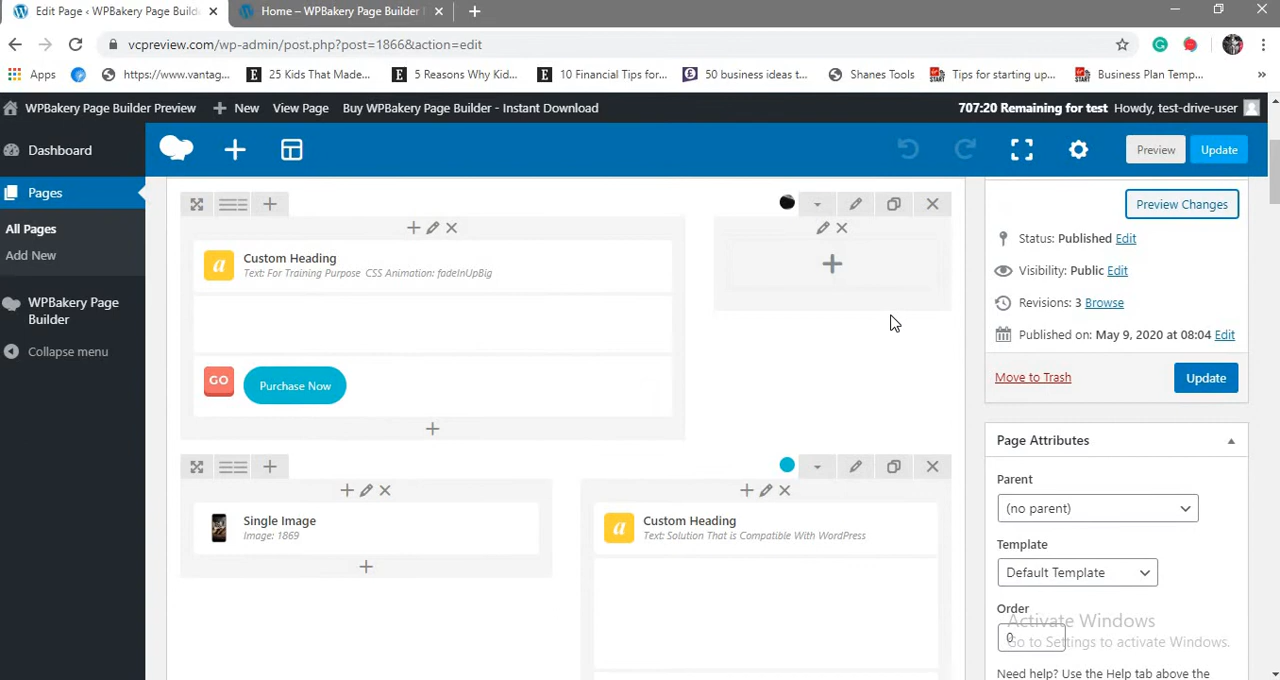 Edit Page ‹ WPBakery Page Build
Home – WPBakery Page Builder
vcpreview.com/wp-admin/post.php?post=1866&action=edit
Apps
https://www.vantag...
25 Kids That Made...
5 Reasons Why Kid...
10 Financial Tips for...
50 business ideas t...
Shanes Tools
Tips for starting up...
Business Plan Temp...
WPBakery Page Builder Preview
New
View Page
Buy WPBakery Page Builder - Instant Download
707:20 Remaining for test
Howdy, test-drive-user
Dashboard
Pages
All Pages
Add New
WPBakery Page
Builder
Collapse menu
Preview
Update
Custom Heading
Text: For Training Purpose CSS Animation: fadeInUpBig
GO
Purchase Now
Single Image
Image: 1869
a
Custom Heading
Text: Solution That is Compatible With WordPress
Preview Changes
Status: Published Edit
Visibility: Public Edit
Revisions: 3 Browse
Published on: May 9, 2020 at 08:04 Edit
Move to Trash
Update
Page Attributes
Parent
(no parent)
Template
Default Template
Order
0
Need help? Use the Help tab above the
Activate Windows
Go to Settings to activate Windows.